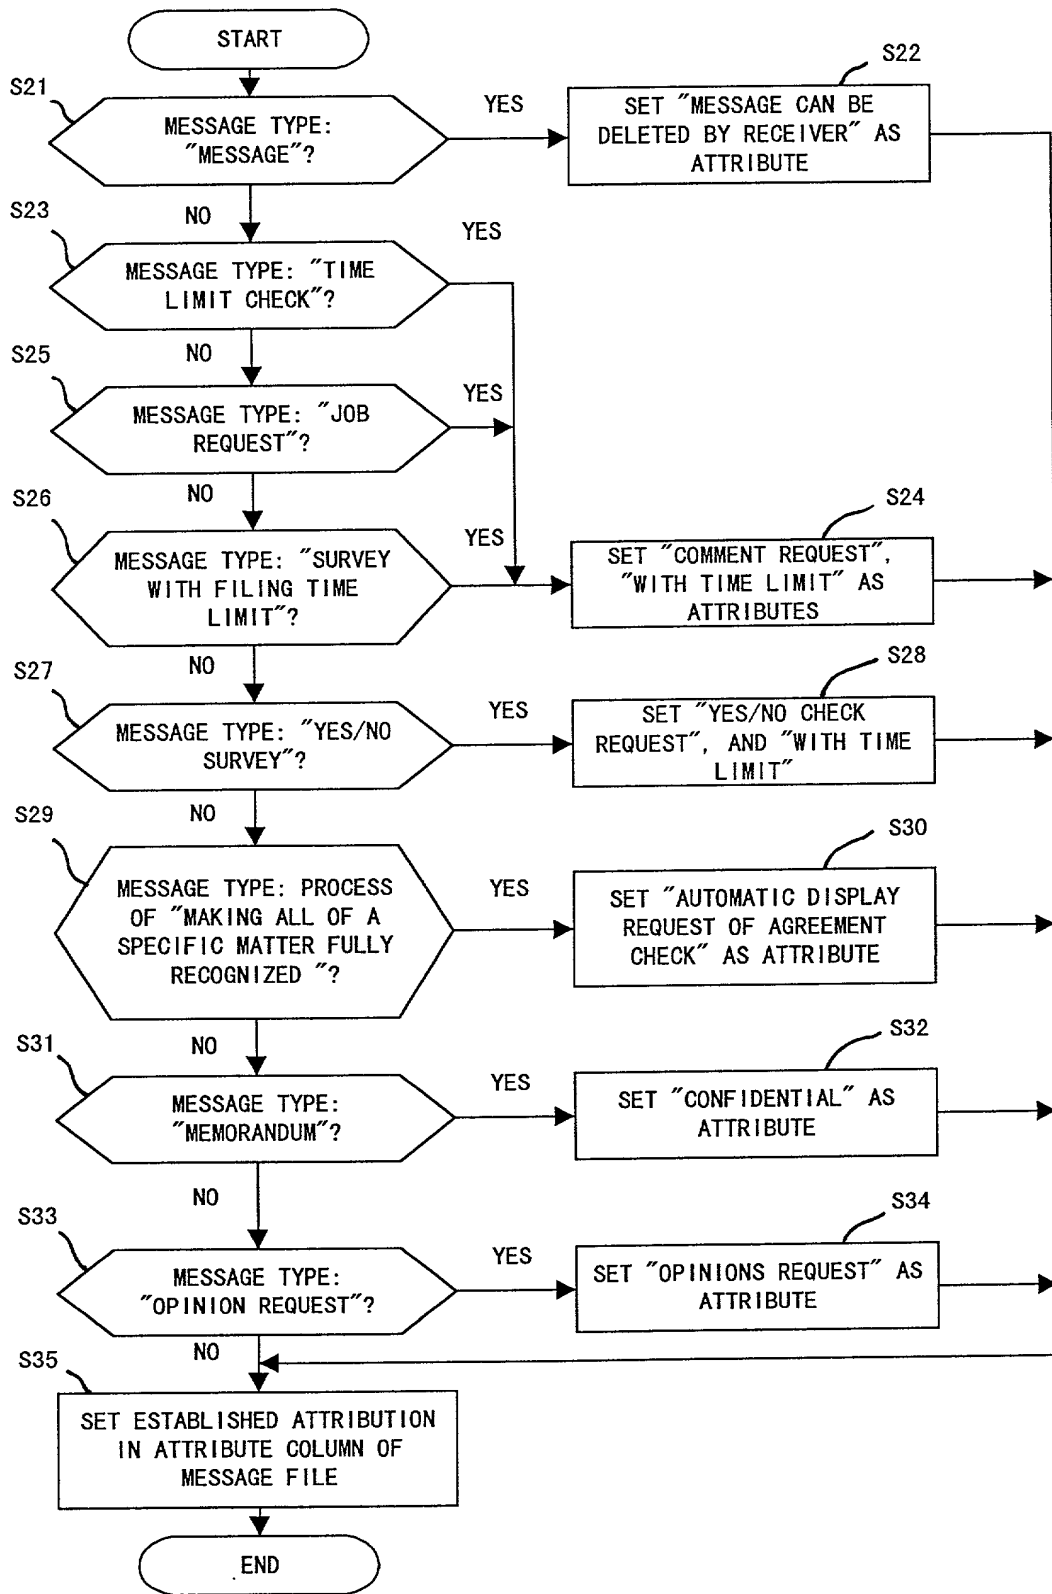 START
S21
MESSAGE TYPE:
"MESSAGE"?
YES
S22
SET "MESSAGE CAN BE
DELETED BY RECEIVER" AS
ATTRIBUTE
NO
S23
MESSAGE TYPE: "TIME
LIMIT CHECK"?
YES
NO
S25
MESSAGE TYPE: "JOB
REQUEST"?
YES
NO
S26
MESSAGE TYPE: "SURVEY
WITH FILING TIME
LIMIT"?
YES
S24
SET "COMMENT REQUEST",
"WITH TIME LIMIT" AS
ATTRIBUTES
NO
S27
MESSAGE TYPE: "YES/NO
SURVEY"?
YES
S28
SET "YES/NO CHECK
REQUEST", AND "WITH TIME
LIMIT"
NO
S29
MESSAGE TYPE: PROCESS
OF "MAKING ALL OF A
SPECIFIC MATTER FULLY
RECOGNIZED "?
YES
S30
SET "AUTOMATIC DISPLAY
REQUEST OF AGREEMENT
CHECK" AS ATTRIBUTE
NO
S31
MESSAGE TYPE:
"MEMORANDUM"?
YES
S32
SET "CONFIDENTIAL" AS
ATTRIBUTE
NO
S33
MESSAGE TYPE:
"OPINION REQUEST"?
YES
S34
SET "OPINIONS REQUEST" AS
ATTRIBUTE
NO
S35
SET ESTABLISHED ATTRIBUTION
IN ATTRIBUTE COLUMN OF
MESSAGE FILE
END